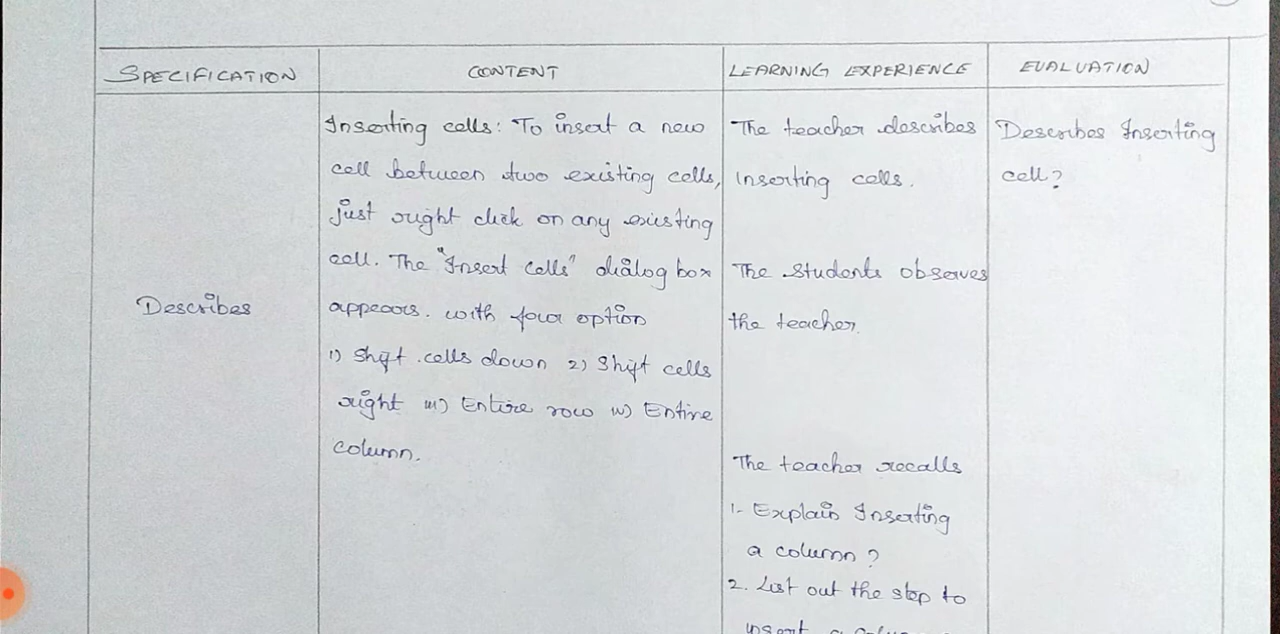 SPECIFICATION
CONTENT
LEARNING EXPERIENCE
EVALUATION
Describes
Inserting cells: To insert a new
cell between two existing cells,
just right click on any existing
cell. The "Insert cells" dialog box
appears. with four option
1) Shift cells down 2) Shift cells
right iii) Entire row iv) Entire
column.
The teacher describes
Inserting cells.
The students observes
the teacher.
The teacher recalls
1- Explain Inserting
a column?
2. List out the step to
insert a
Describes Inserting
cell?